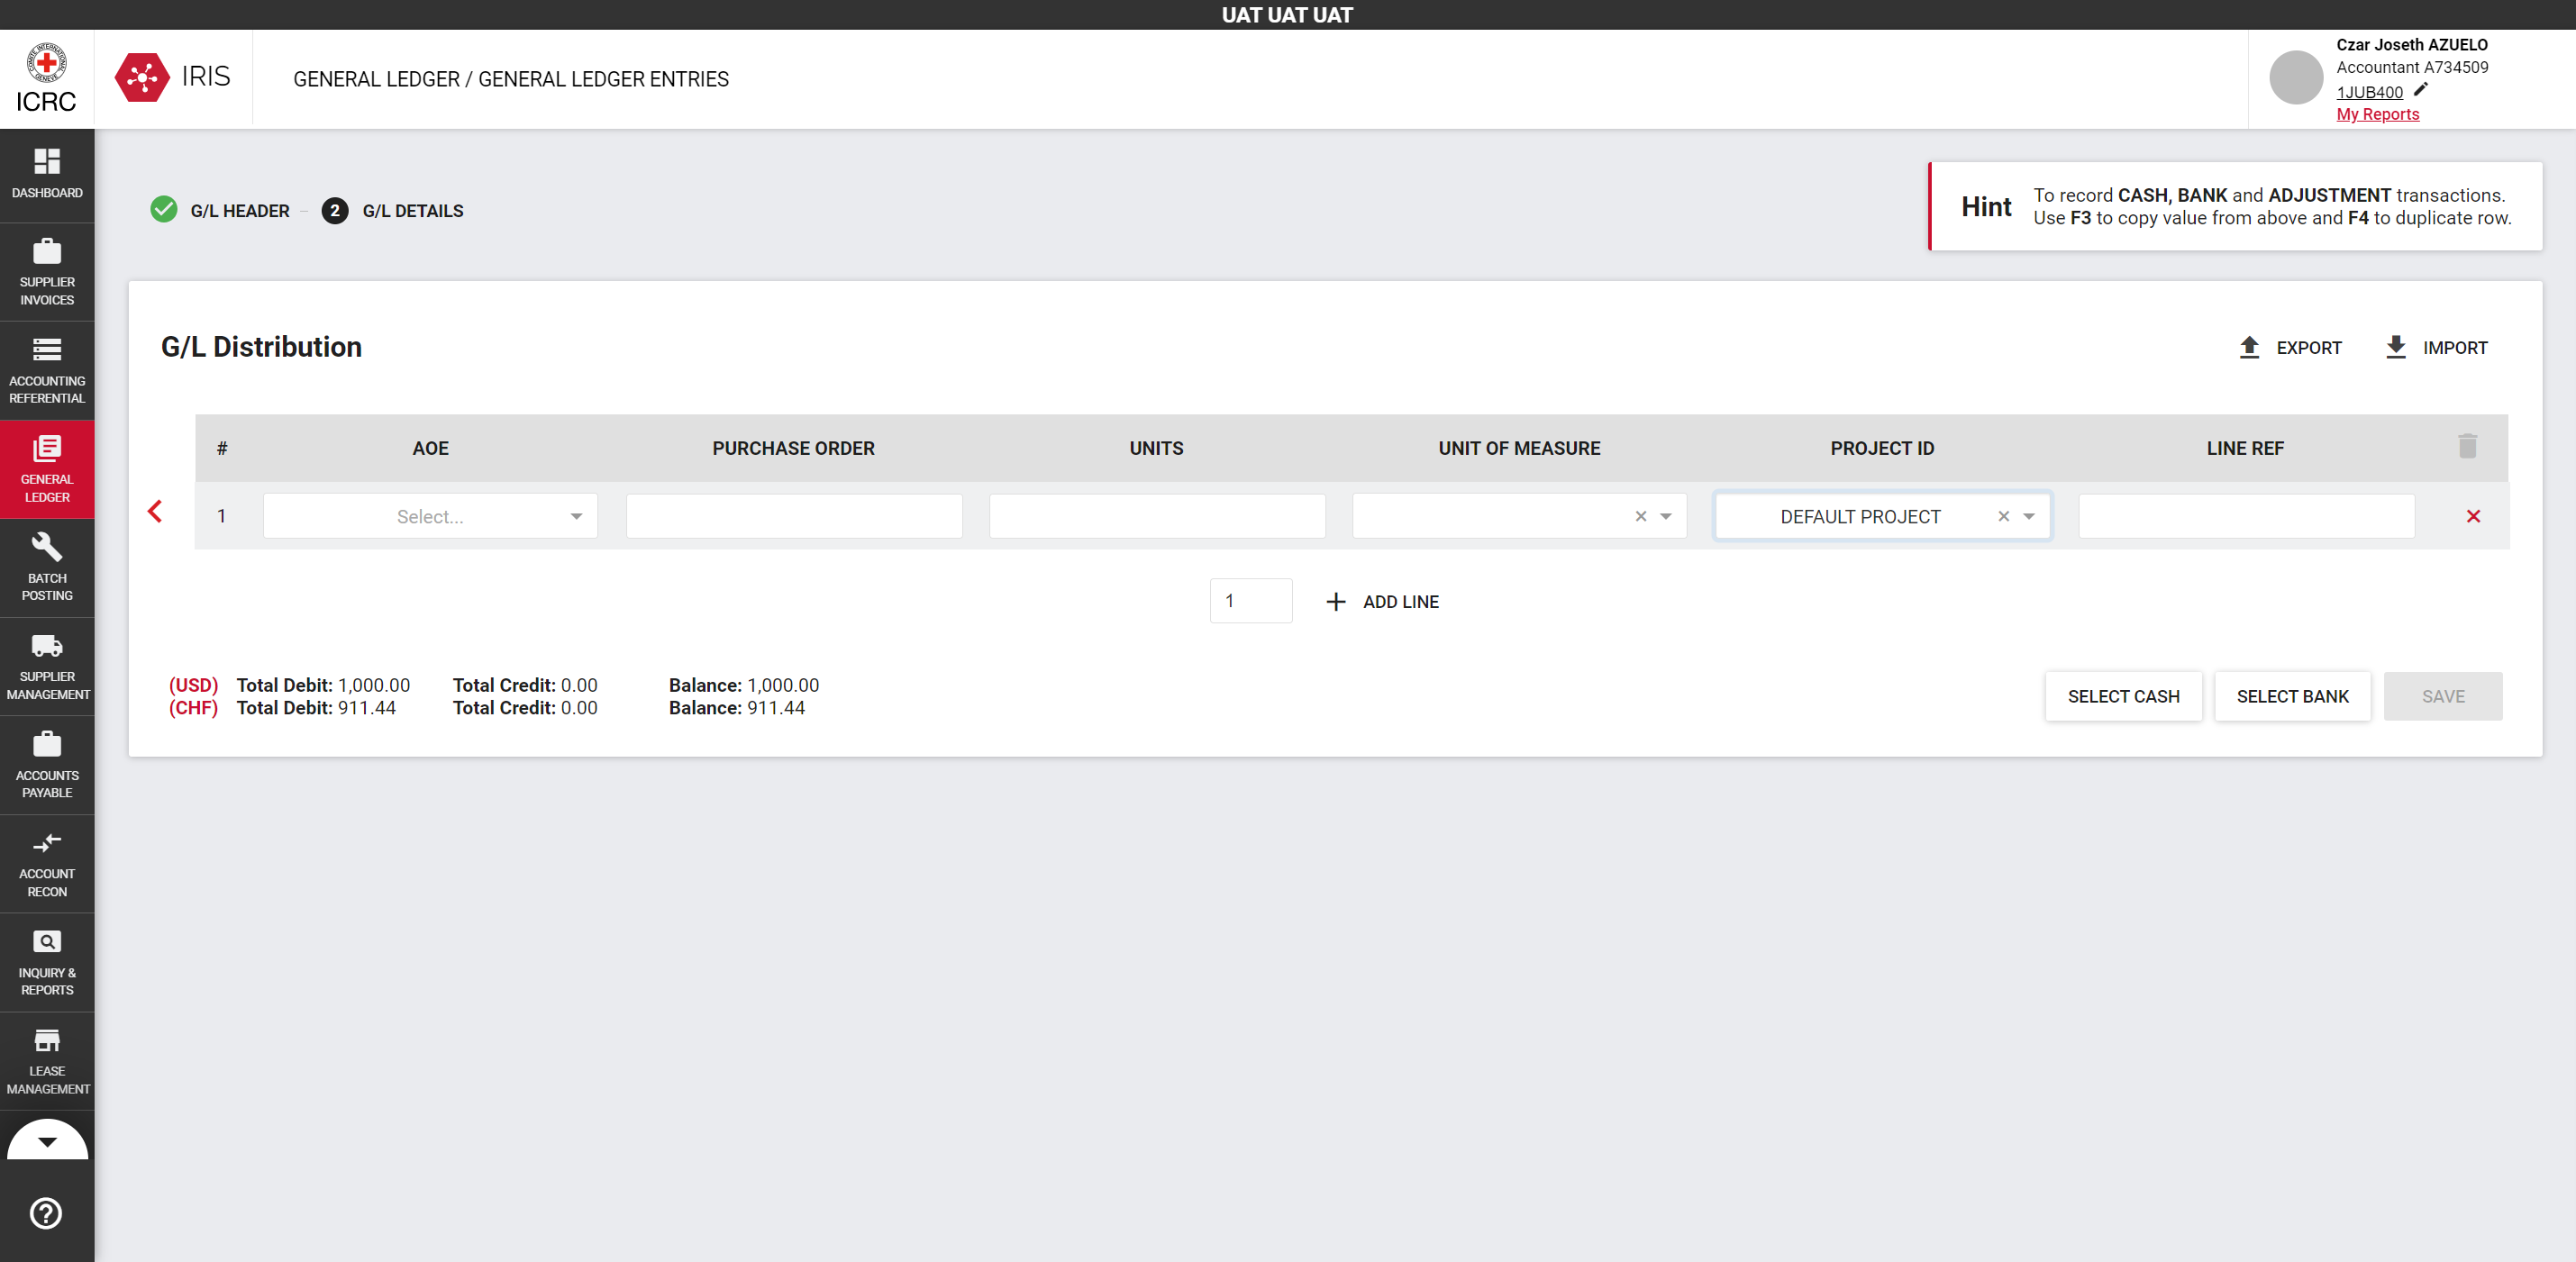 UAT UAT UAT
ICRC
IRIS
GENERAL LEDGER / GENERAL LEDGER ENTRIES
Czar Joseth AZUELO
Accountant A734509
1JUB400
My Reports
DASHBOARD
SUPPLIER
INVOICES
ACCOUNTING
REFERENTIAL
GENERAL
LEDGER
BATCH
POSTING
SUPPLIER
MANAGEMENT
ACCOUNTS
PAYABLE
ACCOUNT
RECON
INQUIRY &
REPORTS
LEASE
MANAGEMENT
G/L HEADER
2 G/L DETAILS
Hint
To record CASH, BANK and ADJUSTMENT transactions.
Use F3 to copy value from above and F4 to duplicate row.
G/L Distribution
EXPORT IMPORT
# AOE PURCHASE ORDER UNITS UNIT OF MEASURE PROJECT ID LINE REF
1 Select... DEFAULT PROJECT
1 ADD LINE
(USD) Total Debit: 1,000.00 Total Credit: 0.00 Balance: 1,000.00
(CHF) Total Debit: 911.44 Total Credit: 0.00 Balance: 911.44
SELECT CASH SELECT BANK SAVE